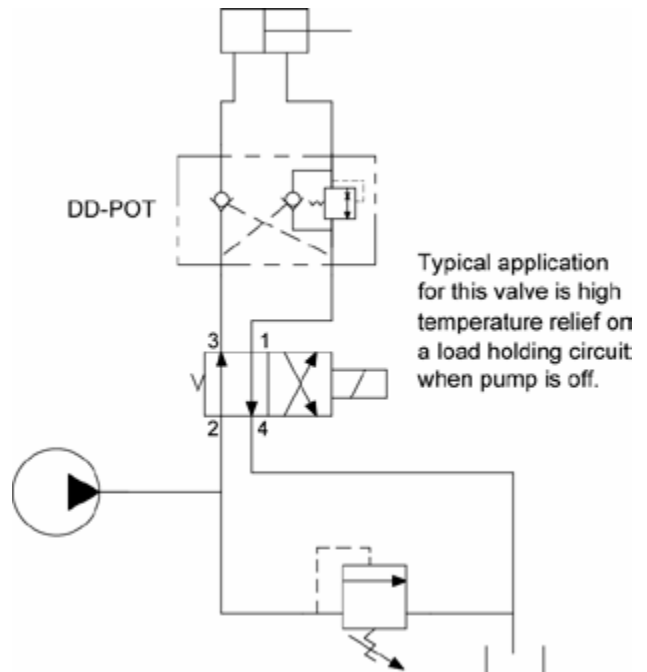 DD-POT
Typical application
for this valve is high
temperature relief on
a load holding circuit
when pump is off.
3 1
2 4